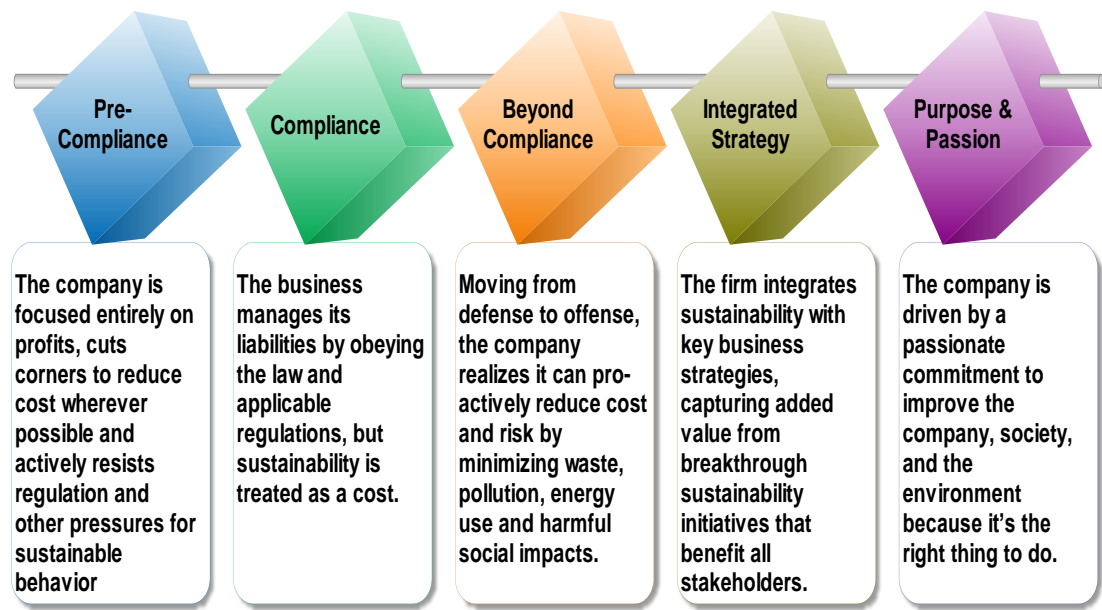 Pre-
Compliance
Compliance
Beyond
Compliance
Integrated
Strategy
Purpose &
Passion
The company is
focused entirely on
profits, cuts
corners to reduce
cost wherever
possible and
actively resists
regulation and
other pressures for
sustainable
behavior
The business
manages its
liabilities by obeying
the law and
applicable
regulations, but
sustainability is
treated as a cost.
Moving from
defense to offense,
the company
realizes it can pro-
actively reduce cost
and risk by
minimizing waste,
pollution, energy
use and harmful
social impacts.
The firm integrates
sustainability with
key business
strategies,
capturing added
value from
breakthrough
sustainability
initiatives that
benefit all
stakeholders.
The company is
driven by a
passionate
commitment to
improve the
company, society,
and the
environment
because it’s the
right thing to do.